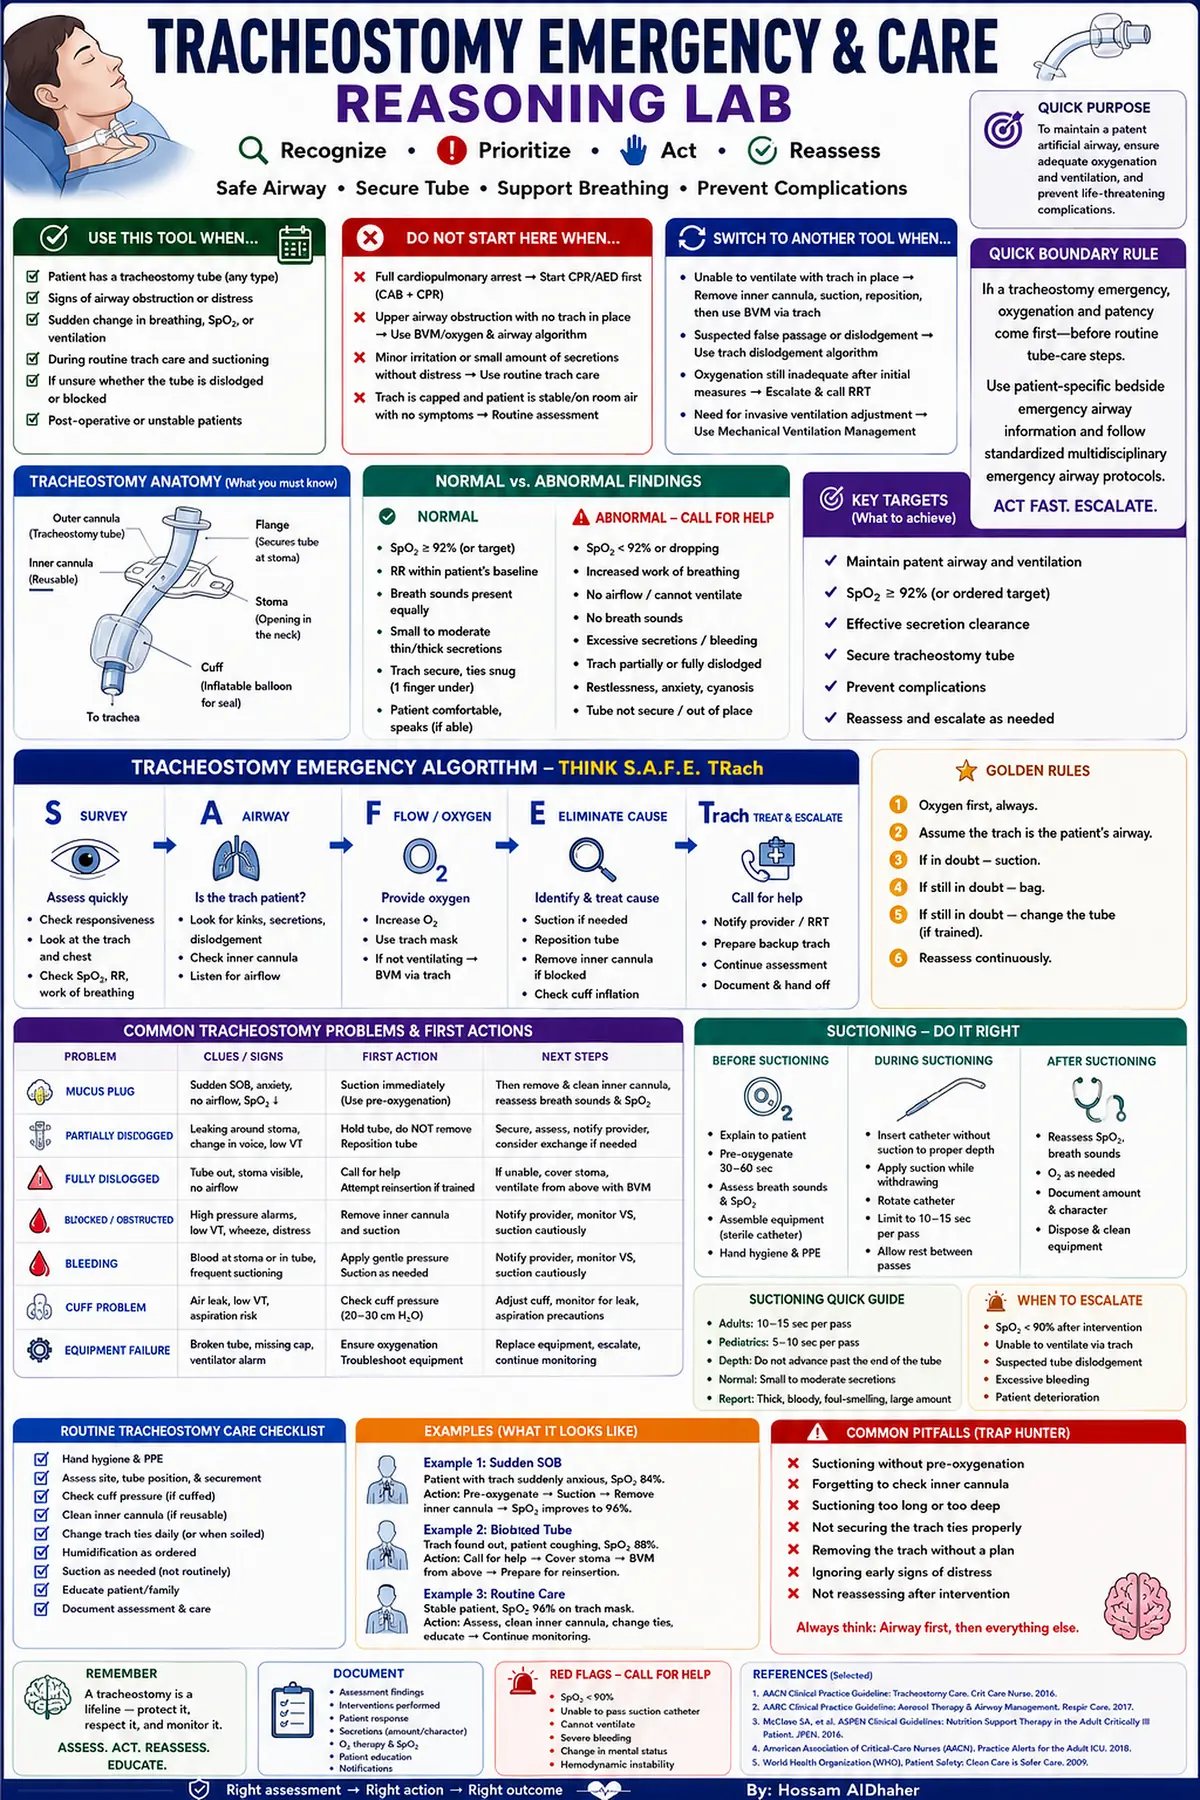 TRACHEOSTOMY EMERGENCY & CARE
REASONING LAB
Recognize • Prioritize • Act • Reassess
Safe Airway • Secure Tube • Support Breathing • Prevent Complications
QUICK PURPOSE
To maintain a patent
artificial airway, ensure
adequate oxygenation
and ventilation, and
prevent life-threatening
complications.
USE THIS TOOL WHEN...
Patient has a tracheostomy tube (any type)
Signs of airway obstruction or distress
Sudden change in breathing, SpO₂, or
ventilation
During routine trach care and suctioning
If unsure whether the tube is dislodged
or blocked
Post-operative or unstable patients
DO NOT START HERE WHEN...
Full cardiopulmonary arrest → Start CPR/AED first
(CAB + CPR)
Upper airway obstruction with no trach in place
→ Use BVM/oxygen & airway algorithm
Minor irritation or small amount of secretions
without distress → Use routine trach care
Trach is capped and patient is stable/on room air
with no symptoms → Routine assessment
SWITCH TO ANOTHER TOOL WHEN...
• Unable to ventilate with trach in place →
Remove inner cannula, suction, reposition,
then use BVM via trach
• Suspected false passage or dislodgement →
Use trach dislodgement algorithm
• Oxygenation still inadequate after initial
measures → Escalate & call RRT
• Need for invasive ventilation adjustment →
Use Mechanical Ventilation Management
QUICK BOUNDARY RULE
a tracheostomy emergency,
oxygenation and patency
come first—before routine
tube-care steps.
Use patient-specific bedside
emergency airway
information and follow
standardized multidisciplinary
emergency airway protocols.
ACT FAST. ESCALATE.
TRACHEOSTOMY ANATOMY (What you must know)
Outer cannula
(Tracheostomy tube)
Inner cannula
(Reusable)
Flange
(Secures tube
at stoma)
Stoma
(Opening in
the neck)
Cuff
(Inflatable balloon
for seal)
To trachea
NORMAL vs. ABNORMAL FINDINGS
NORMAL
• SpO₂ ≥ 92% (or target)
• RR within patient's baseline
• Breath sounds present
equally
• Small to moderate
thin/thick secretions
• Trach secure, ties snug
(1 finger under)
• Patient comfortable,
speaks (if able)
ABNORMAL – CALL FOR HELP
• SpO₂ < 92% or dropping
• Increased work of breathing
• No airflow / cannot ventilate
• No breath sounds
• Excessive secretions / bleeding
• Trach partially or fully dislodged
• Restlessness, anxiety, cyanosis
• Tube not secure / out of place
KEY TARGETS
(What to achieve)
Maintain patent airway and ventilation
SpO₂ ≥ 92% (or ordered target)
Effective secretion clearance
Secure tracheostomy tube
Prevent complications
Reassess and escalate as needed
TRACHEOSTOMY EMERGENCY ALGORITHM – THINK S.A.F.E. TRach
S SURVEY
Assess quickly
• Check responsiveness
• Look at the trach
and chest
• Check SpO₂, RR,
work of breathing
A AIRWAY
Is the trach patient?
• Look for kinks, secretions,
dislodgement
• Check inner cannula
• Listen for airflow
F FLOW / OXYGEN
O₂
Provide oxygen
• Increase O₂
• Use trach mask
• If not ventilating →
BVM via trach
E ELIMINATE CAUSE
Identify & treat cause
• Suction if needed
• Reposition tube
• Remove inner cannula
if blocked
• Check cuff inflation
Trach TREAT & ESCALATE
Call for help
• Notify provider / RRT
• Prepare backup trach
• Continue assessment
• Document & hand off
GOLDEN RULES
1 Oxygen first, always.
2 Assume the trach is the patient's airway.
3 If in doubt – suction.
4 If still in doubt – bag.
5 If still in doubt – change the tube
(if trained).
6 Reassess continuously.
COMMON TRACHEOSTOMY PROBLEMS & FIRST ACTIONS
PROBLEM CLUES / SIGNS FIRST ACTION NEXT STEPS
MUCUS PLUG
Sudden SOB, anxiety,
no airflow, SpO₂ ↓
Suction immediately
(Use pre-oxygenation)
Then remove & clean inner cannula,
reassess breath sounds & SpO₂
PARTIALLY
Leaking around stoma,
change in voice, low VT
Hold tube, do NOT remove
Reposition tube
Secure, assess, notify provider,
consider exchange if needed
FULLY DISLOGGED
Tube out, stoma visible,
no airflow
Call for help
Attempt reinsertion if trained
If unable, cover stoma,
ventilate from above with BVM
BLOCKED / OBSTRUCTED
High pressure alarms,
low VT, wheeze, distress
Remove inner cannula
and suction
Notify provider, monitor VS,
suction cautiously
BLEEDING
Blood at stoma or in tube,
frequent suctioning
Apply gentle pressure
Suction as needed
Notify provider, monitor VS,
suction cautiously
CUFF PROBLEM
Air leak, low VT,
aspiration risk
Check cuff pressure
(20–30 cm H₂O)
Adjust cuff, monitor for leak,
aspiration precautions
EQUIPMENT FAILURE
Broken tube, missing cap,
ventilator alarm
Ensure oxygenation
Troubleshoot equipment
Replace equipment, escalate,
continue monitoring
SUCTIONING – DO IT RIGHT
BEFORE SUCTIONING
O₂
• Explain to patient
• Pre-oxygenate
30–60 sec
• Assess breath sounds
& SpO₂
• Assemble equipment
(sterile catheter)
• Hand hygiene & PPE
DURING SUCTIONING
• Insert catheter without
suction to proper depth
• Apply suction while
withdrawing
• Rotate catheter
• Limit to 10–15 sec
per pass
• Allow rest between
passes
AFTER SUCTIONING
• Reassess SpO₂,
breath sounds
• O₂ as needed
• Document amount
& character
• Dispose & clean
equipment
SUCTIONING QUICK GUIDE
• Adults: 10–15 sec per pass
• Pediatrics: 5–10 sec per pass
• Depth: Do not advance past the end of the tube
• Normal: Small to moderate secretions
• Report: Thick, bloody, foul-smelling, large amount
WHEN TO ESCALATE
• SpO₂ < 90% after intervention
• Unable to ventilate via trach
• Suspected tube dislodgement
• Excessive bleeding
• Patient deterioration
ROUTINE TRACHEOSTOMY CARE CHECKLIST
Hand hygiene & PPE
Assess site, tube position, & securement
Check cuff pressure (if cuffed)
Clean inner cannula (if reusable)
Change trach ties daily (or when soiled)
Humidification as ordered
Suction as needed (not routinely)
Educate patient/family
Document assessment & care
EXAMPLES (WHAT IT LOOKS LIKE)
Example 1: Sudden SOB
Patient with trach suddenly anxious, SpO₂ 84%.
Action: Pre-oxygenate → Suction → Remove
inner cannula → SpO₂ improves to 96%.
Example 2: Tube
Trach found out, patient coughing, SpO₂ 88%.
Action: Call for help → Cover stoma → BVM
from above → Prepare for reinsertion.
Example 3: Routine Care
Stable patient, SpO₂ 96% on trach mask.
Action: Assess, clean inner cannula, change ties,
educate → Continue monitoring.
COMMON PITFALLS (TRAP HUNTER)
Suctioning without pre-oxygenation
Forgetting to check inner cannula
Suctioning too long or too deep
Not securing the trach ties properly
Removing the trach without a plan
Ignoring early signs of distress
Not reassessing after intervention
Always think: Airway first, then everything else.
REMEMBER
A tracheostomy is a
lifeline — protect it,
respect it, and monitor it.
ASSESS. ACT. REASSESS.
EDUCATE.
DOCUMENT
• Assessment findings
• Interventions performed
• Patient response
• Secretions (amount/character)
• O₂ therapy & SpO₂
• Patient education
• Notifications
RED FLAGS – CALL FOR HELP
• SpO₂ < 90%
• Unable to pass suction catheter
• Cannot ventilate
• Severe bleeding
• Change in mental status
• Hemodynamic instability
REFERENCES (Selected)
1. AACN Clinical Practice Guideline: Tracheostomy Care. Crit Care Nurse. 2016.
2. AARC Clinical Practice Guideline: Aerosol Therapy & Airway Management. Respir Care. 2017.
3. McClave SA, et al. ASPEN Clinical Guidelines: Nutrition Support Therapy in the Adult Critically Ill
Patient. JPEN. 2016.
4. American Association of Critical-Care Nurses (AACN). Practice Alerts for the Adult ICU. 2018.
5. World Health Organization (WHO), Patient Safety: Clean Care is Safer Care. 2009.
Right assessment → Right action → Right outcome
By: Hossam AlDhaher